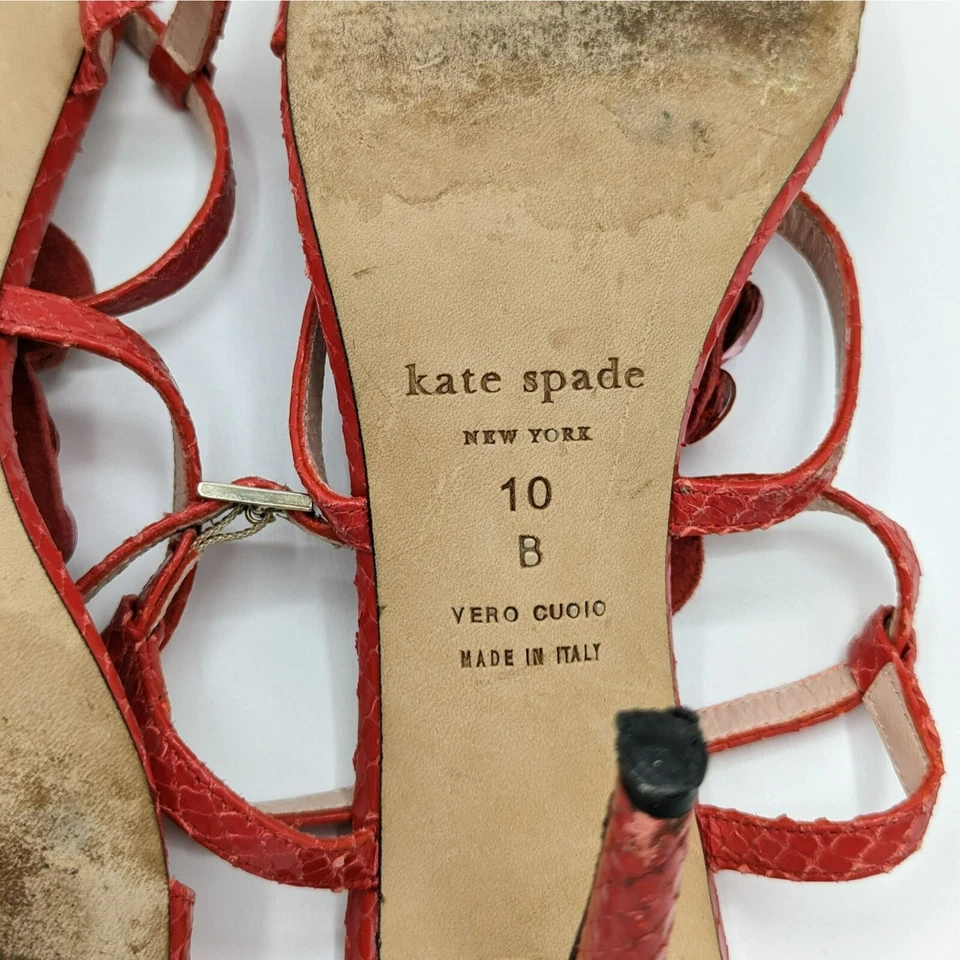 kate spade
NEW YORK
10
B
VERO CUOIO
MADE IN ITALY